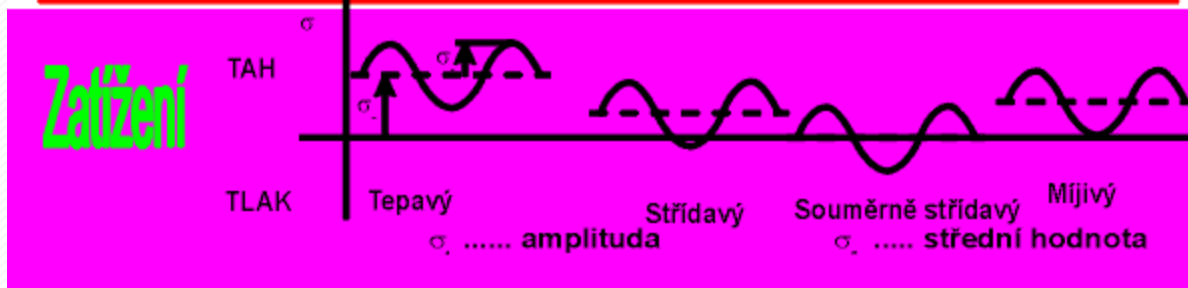 σ
TAH
Zatížení
TLAK
Tepavý
Střídavý
Souměrně střídavý
Míjivý
σ ...... amplituda
σ ..... střední hodnota